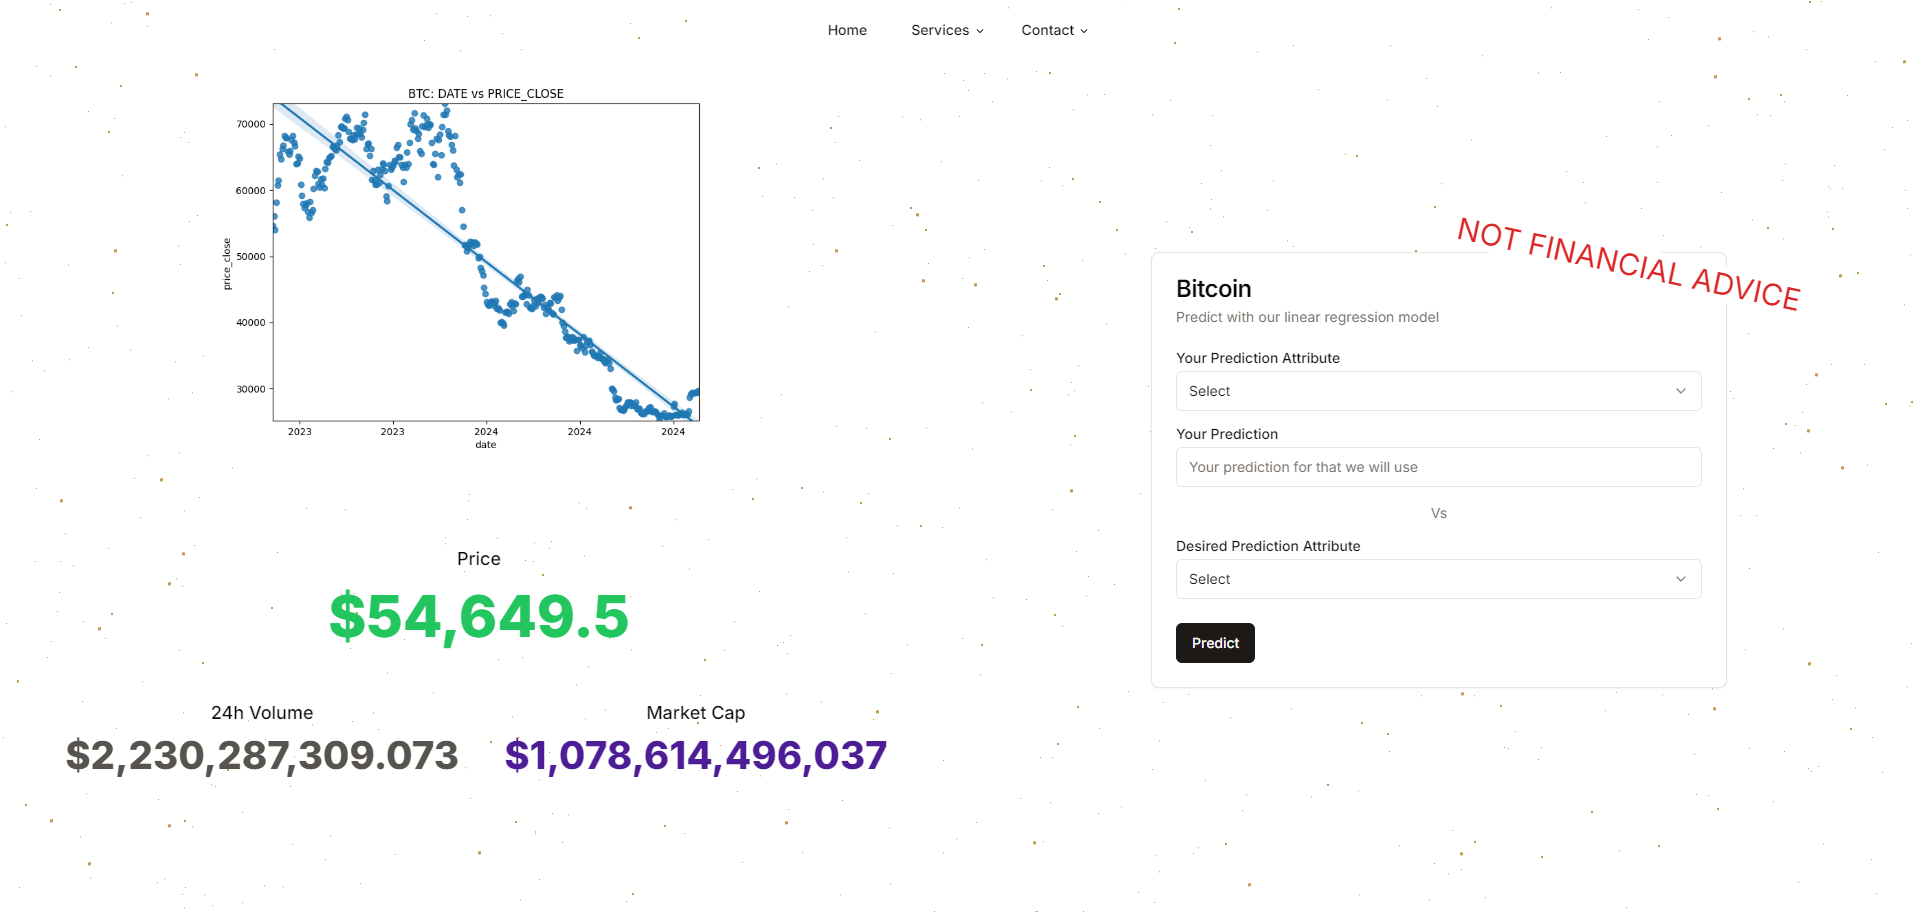 Home
Services
Contact
BTC: DATE vs PRICE_CLOSE
70000
60000
50000
40000
30000
price_close
2023
2023
2024
2024
2024
date
Price
$54,649.5
24h Volume
$2,230,287,309.073
Market Cap
$1,078,614,496,037
NOT FINANCIAL ADVICE
Bitcoin
Predict with our linear regression model
Your Prediction Attribute
Select
Your Prediction
Your prediction for that we will use
Vs
Desired Prediction Attribute
Select
Predict